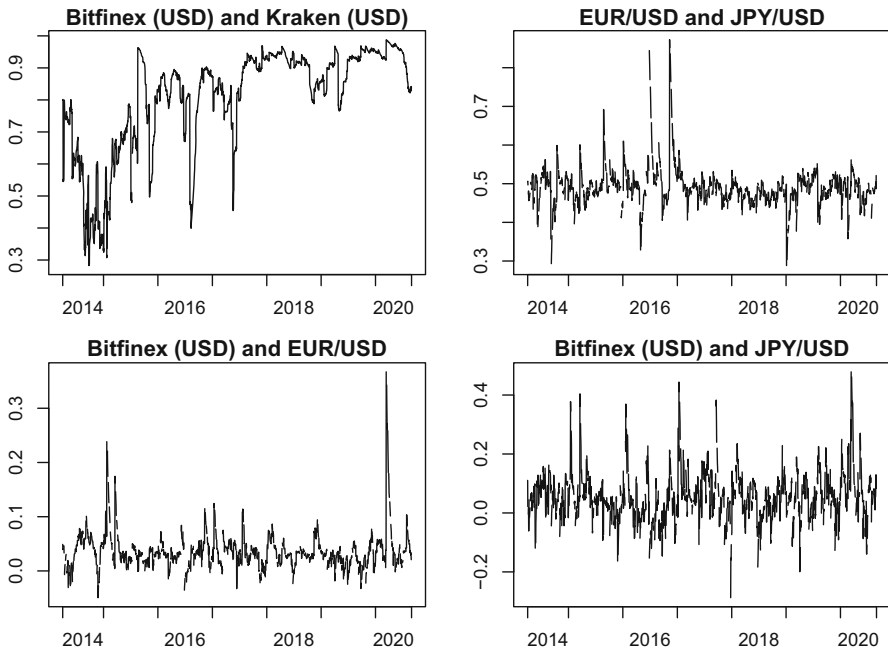 Bitfinex (USD) and Kraken (USD)
0.9
0.7
0.5
0.3
2014 2016 2018 2020
EUR/USD and JPY/USD
0.7
0.5
0.3
2014 2016 2018 2020
Bitfinex (USD) and EUR/USD
0.3
0.2
0.1
0.0
2014 2016 2018 2020
Bitfinex (USD) and JPY/USD
0.4
0.2
0.0
−0.2
2014 2016 2018 2020